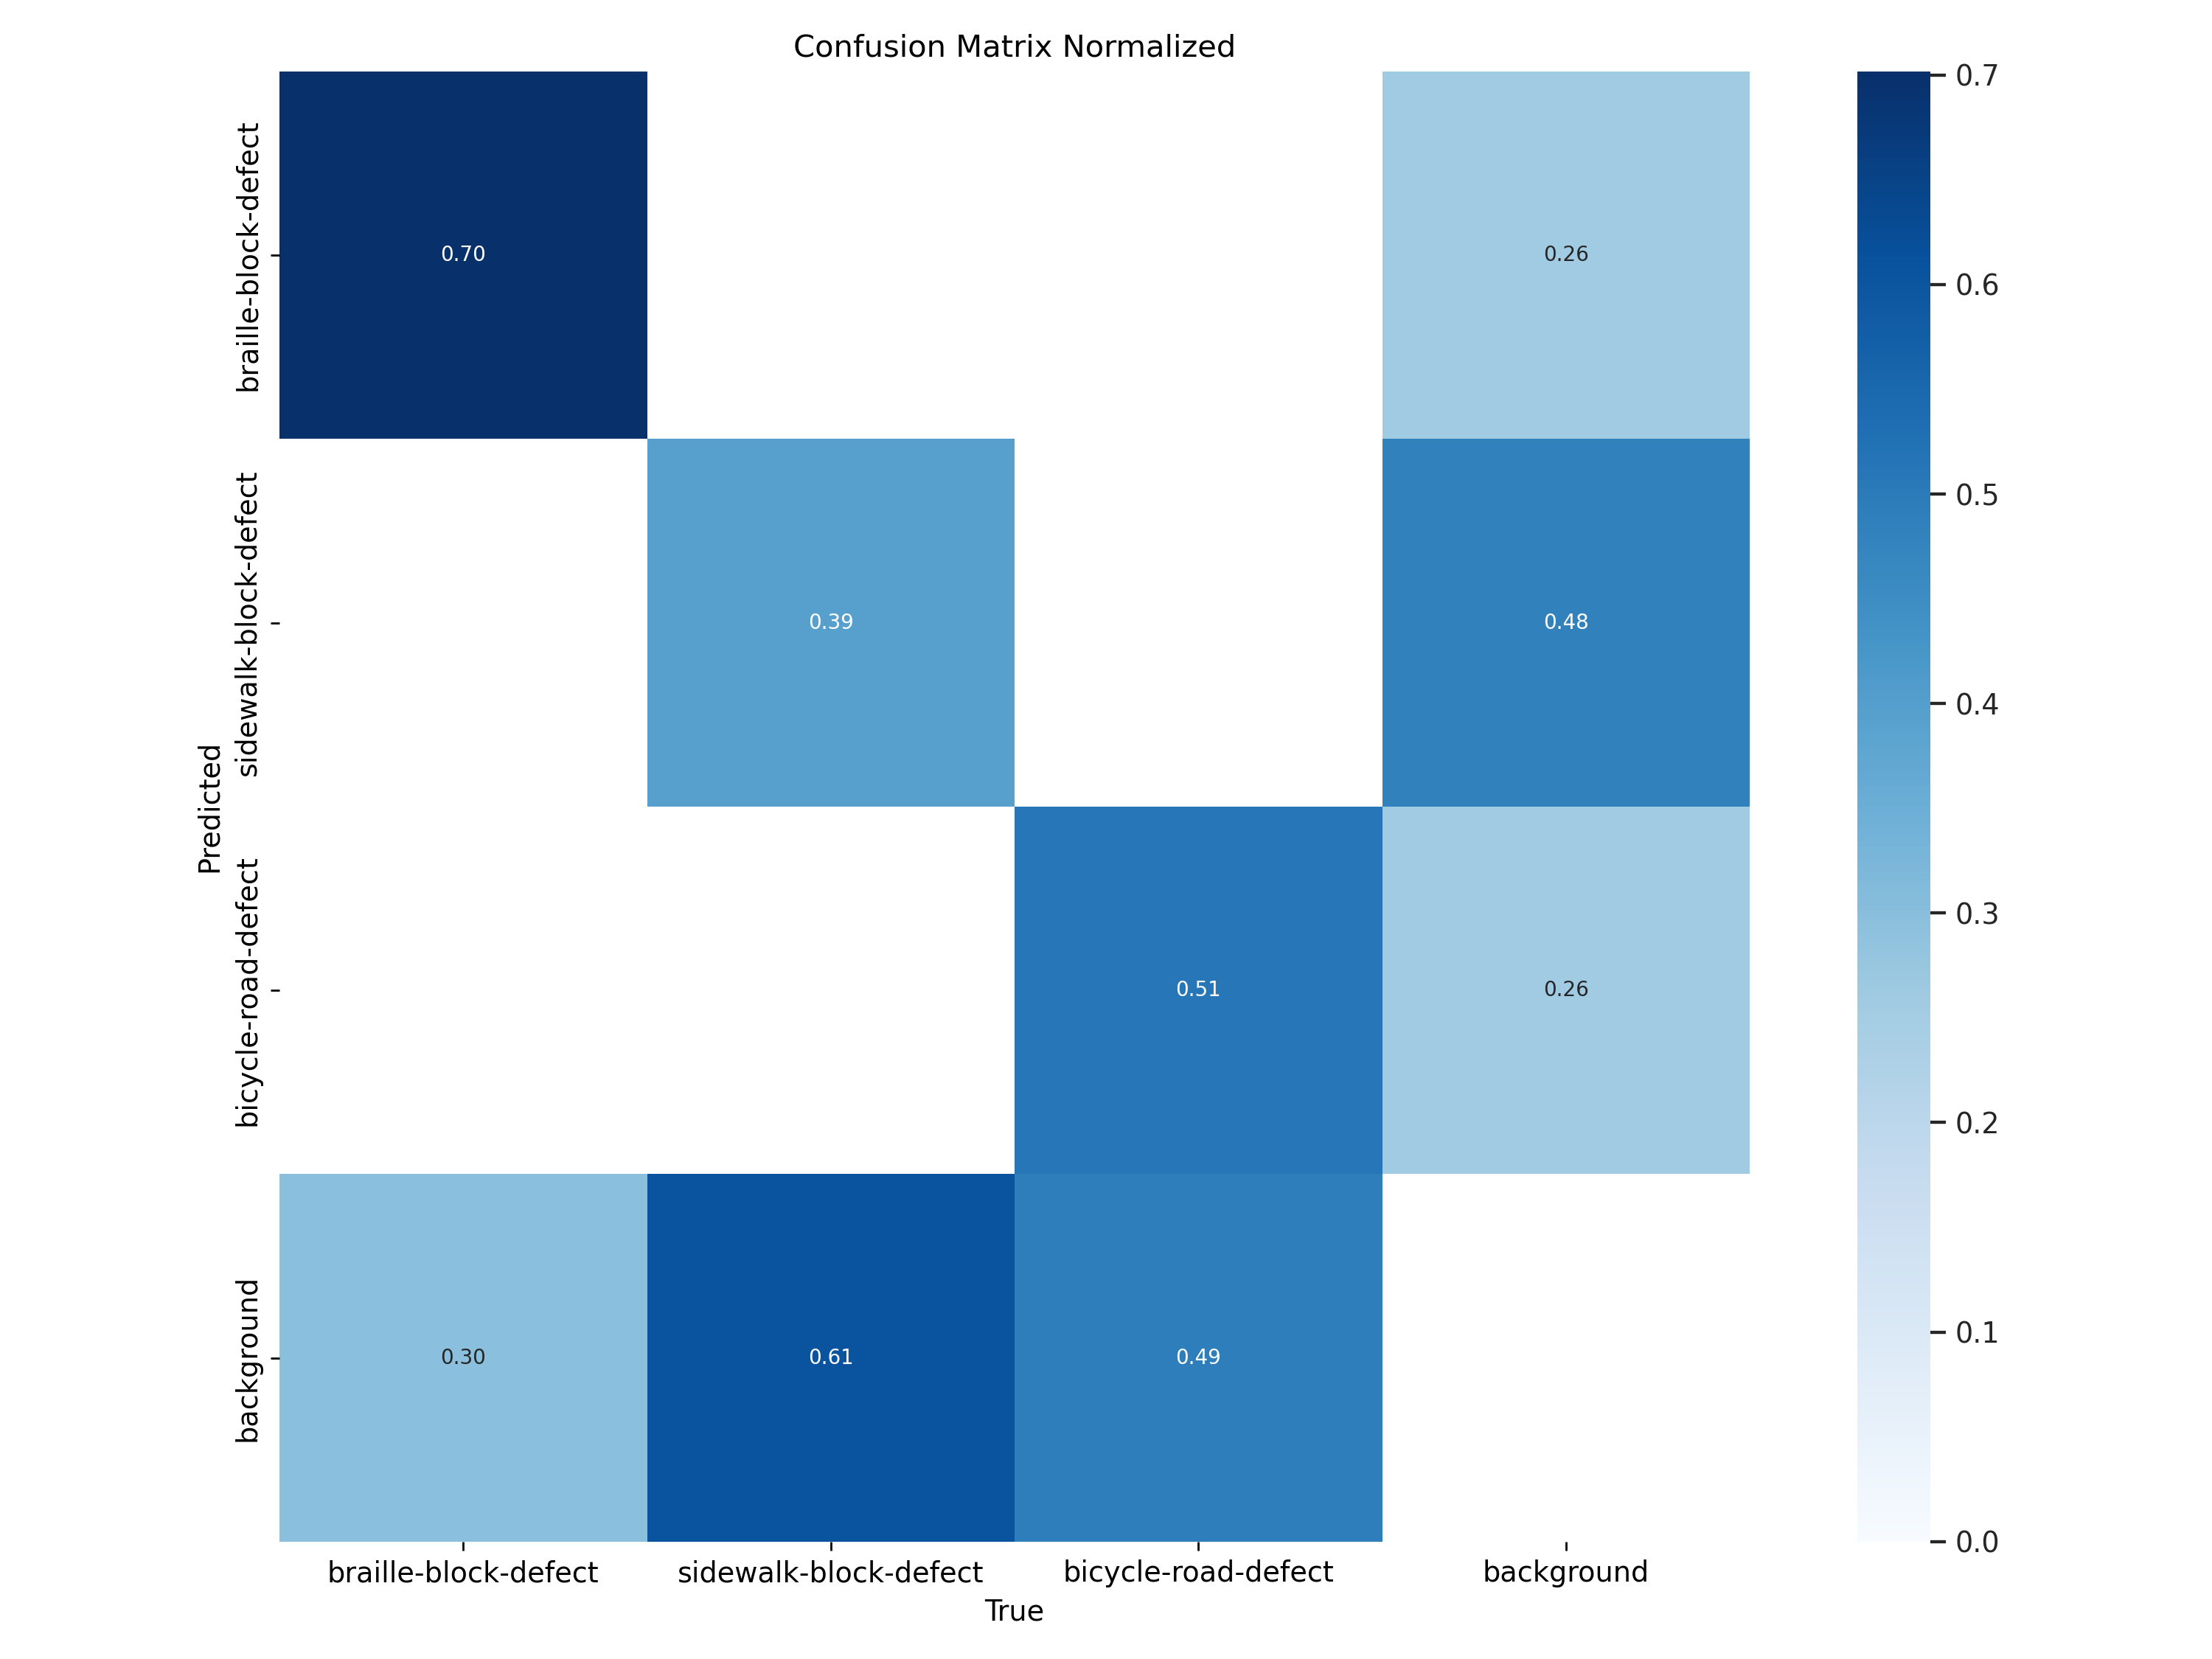 Confusion Matrix Normalized
braille-block-defect
sidewalk-block-defect
bicycle-road-defect
background
Predicted
0.70
0.26
0.39
0.48
0.51
0.26
0.30
0.61
0.49
braille-block-defect
sidewalk-block-defect
bicycle-road-defect
background
True
0.7
0.6
0.5
0.4
0.3
0.2
0.1
0.0